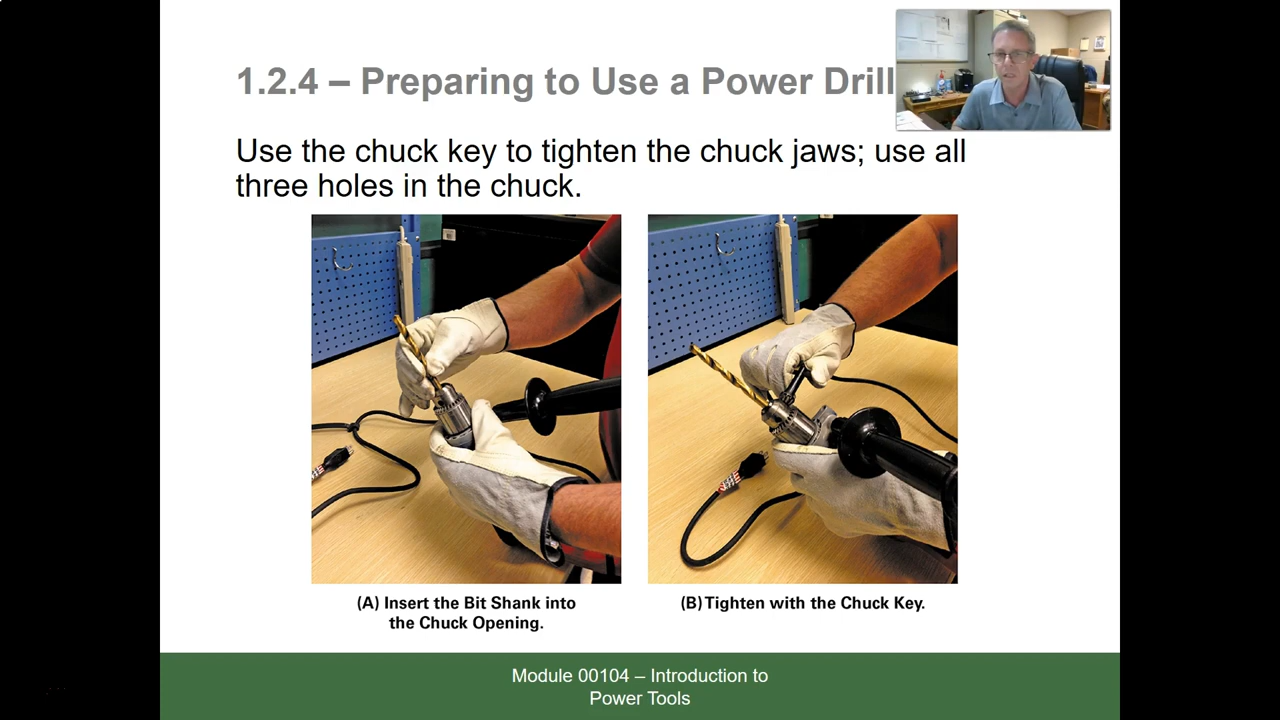 1.2.4 – Preparing to Use a Power Drill
Use the chuck key to tighten the chuck jaws; use all
three holes in the chuck.
(A) Insert the Bit Shank into
the Chuck Opening.
(B) Tighten with the Chuck Key.
Module 00104 – Introduction to
Power Tools